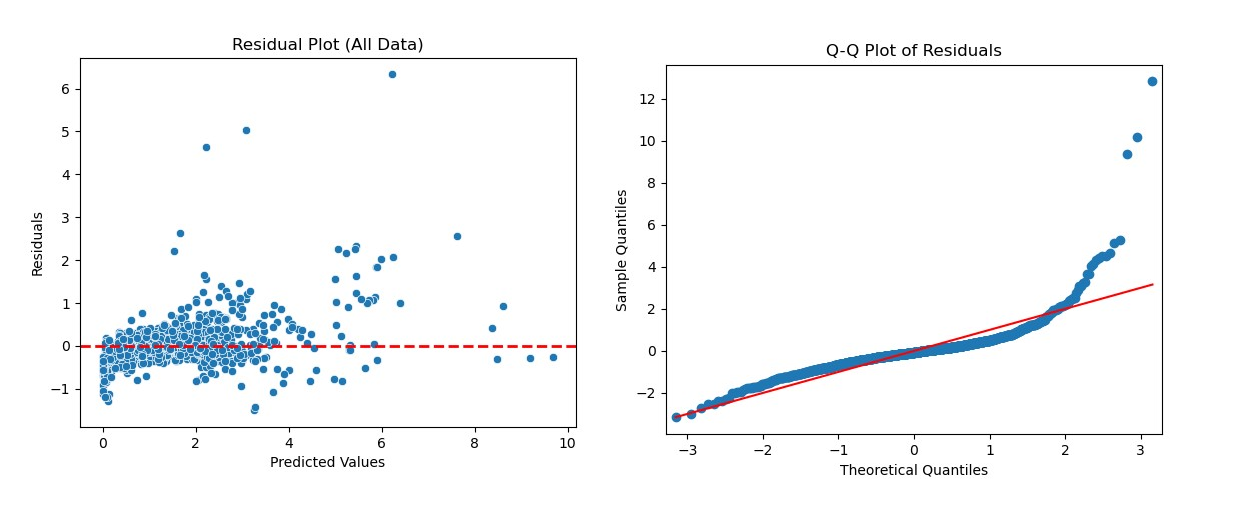 Residual Plot (All Data)
6
5
4
3
2
1
0
−1
Residuals
0 2 4 6 8 10
Predicted Values
Q-Q Plot of Residuals
12
10
8
6
4
2
0
−2
Sample Quantiles
−3 −2 −1 0 1 2 3
Theoretical Quantiles